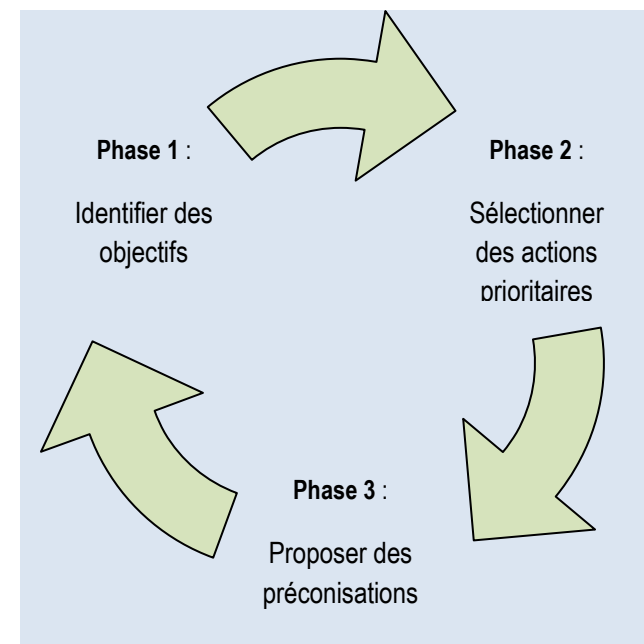 Phase 1 :
Identifier des
objectifs
Phase 2 :
Sélectionner
des actions
prioritaires
Phase 3 :
Proposer des
préconisations